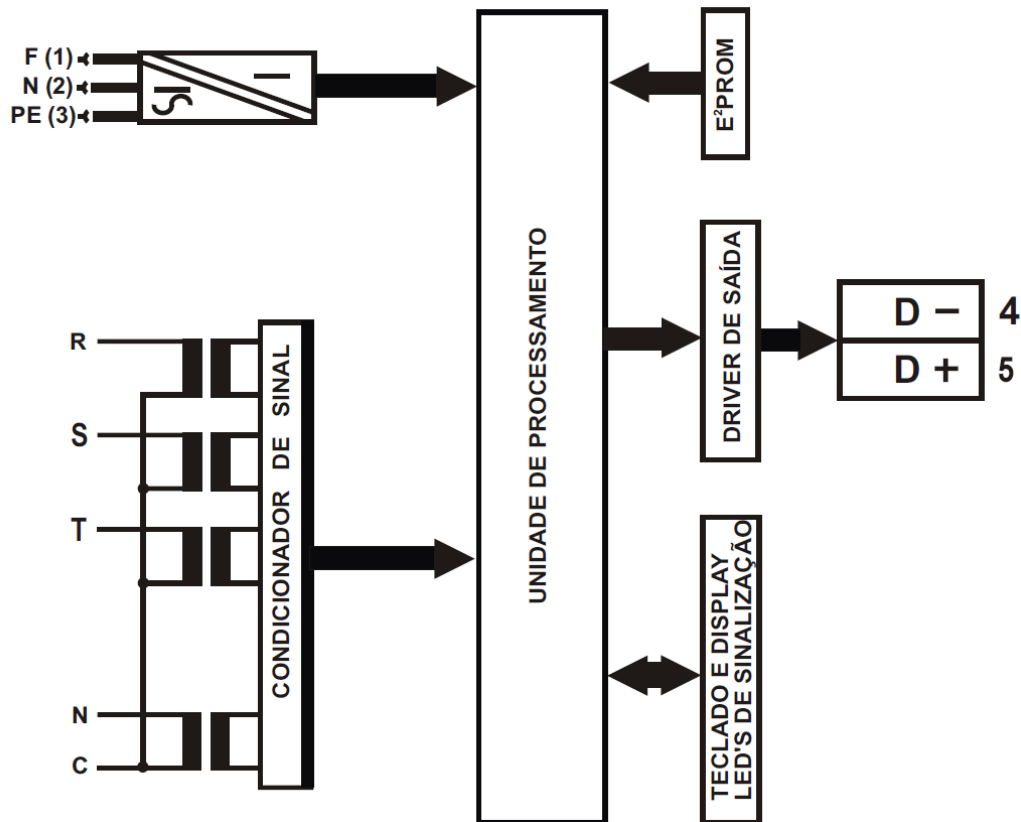 F (1)
N (2)
PE (3)
E²PROM
UNIDADE DE PROCESSAMENTO
DRIVER DE SAÍDA
D − 4
D + 5
R
S
T
N
C
CONDICIONADOR DE SINAL
TECLADO E DISPLAY
LED'S DE SINALIZAÇÃO